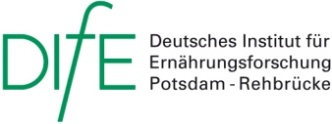 DIfE
Deutsches Institut für
Ernährungsforschung
Potsdam - Rehbrücke